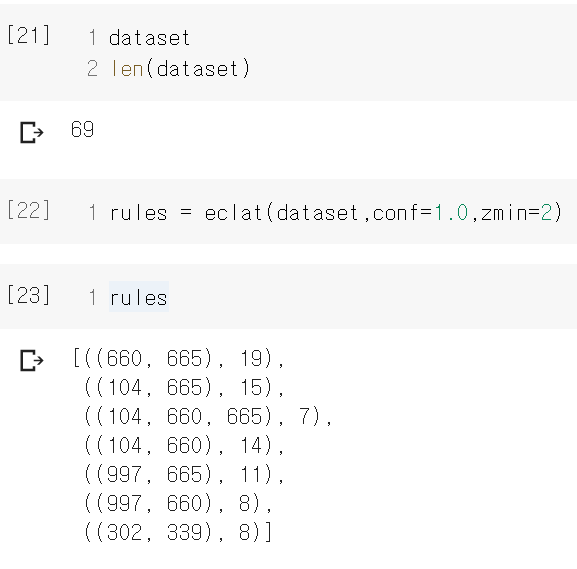 [21] 1 dataset
2 len(dataset)
69
[22] 1 rules = eclat(dataset,conf=1.0,zmin=2)
[23] 1 rules
[((660, 665), 19),
((104, 665), 15),
((104, 660, 665), 7),
((104, 660), 14),
((997, 665), 11),
((997, 660), 8),
((302, 339), 8)]